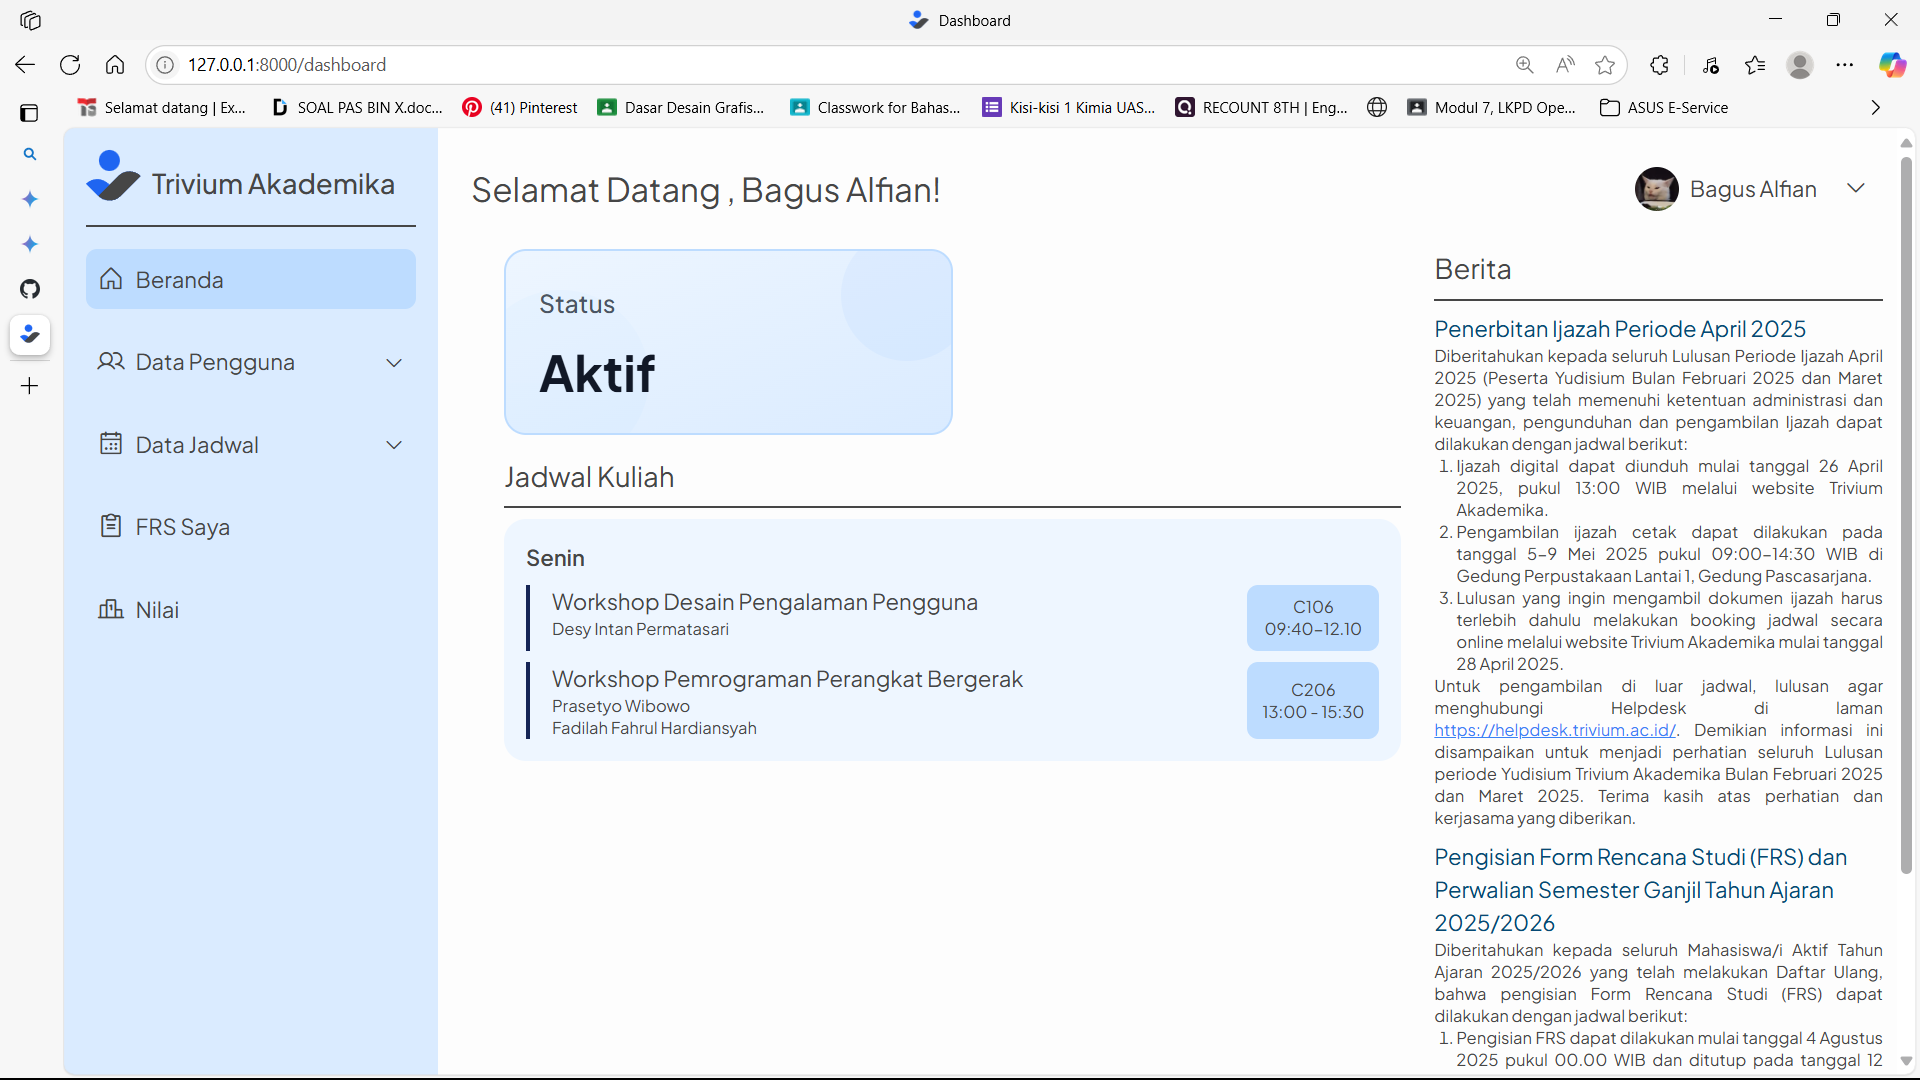 Dashboard
127.0.0.1:8000/dashboard
Selamat datang | Ex...
SOAL PAS BIN X.doc...
(41) Pinterest
Dasar Desain Grafis...
Classwork for Bahas...
Kisi-kisi 1 Kimia UAS...
RECOUNT 8TH | Eng...
Modul 7, LKPD Ope...
ASUS E-Service
Trivium Akademika
Beranda
Data Pengguna
Data Jadwal
FRS Saya
Nilai
Selamat Datang , Bagus Alfian!
Bagus Alfian
Status
Aktif
Jadwal Kuliah
Senin
Workshop Desain Pengalaman Pengguna
Desy Intan Permatasari
C106
09:40-12.10
Workshop Pemrograman Perangkat Bergerak
Prasetyo Wibowo
Fadilah Fahrul Hardiansyah
C206
13:00 - 15:30
Berita
Penerbitan Ijazah Periode April 2025
Diberitahukan kepada seluruh Lulusan Periode Ijazah April
2025 (Peserta Yudisium Bulan Februari 2025 dan Maret
2025) yang telah memenuhi ketentuan administrasi dan
keuangan, pengunduhan dan pengambilan Ijazah dapat
dilakukan dengan jadwal berikut:
1. Ijazah digital dapat diunduh mulai tanggal 26 April
2025, pukul 13:00 WIB melalui website Trivium
Akademika.
2. Pengambilan ijazah cetak dapat dilakukan pada
tanggal 5-9 Mei 2025 pukul 09:00-14:30 WIB di
Gedung Perpustakaan Lantai 1, Gedung Pascasarjana.
3. Lulusan yang ingin mengambil dokumen ijazah harus
terlebih dahulu melakukan booking jadwal secara
online melalui website Trivium Akademika mulai tanggal
28 April 2025.
Untuk pengambilan di luar jadwal, lulusan agar
menghubungi Helpdesk di laman
https://helpdesk.trivium.ac.id/. Demikian informasi ini
disampaikan untuk menjadi perhatian seluruh Lulusan
periode Yudisium Trivium Akademika Bulan Februari 2025
dan Maret 2025. Terima kasih atas perhatian dan
kerjasama yang diberikan.
Pengisian Form Rencana Studi (FRS) dan
Perwalian Semester Ganjil Tahun Ajaran
2025/2026
Diberitahukan kepada seluruh Mahasiswa/i Aktif Tahun
Ajaran 2025/2026 yang telah melakukan Daftar Ulang,
bahwa pengisian Form Rencana Studi (FRS) dapat
dilakukan dengan jadwal berikut:
1. Pengisian FRS dapat dilakukan mulai tanggal 4 Agustus
2025 pukul 00.00 WIB dan ditutup pada tanggal 12